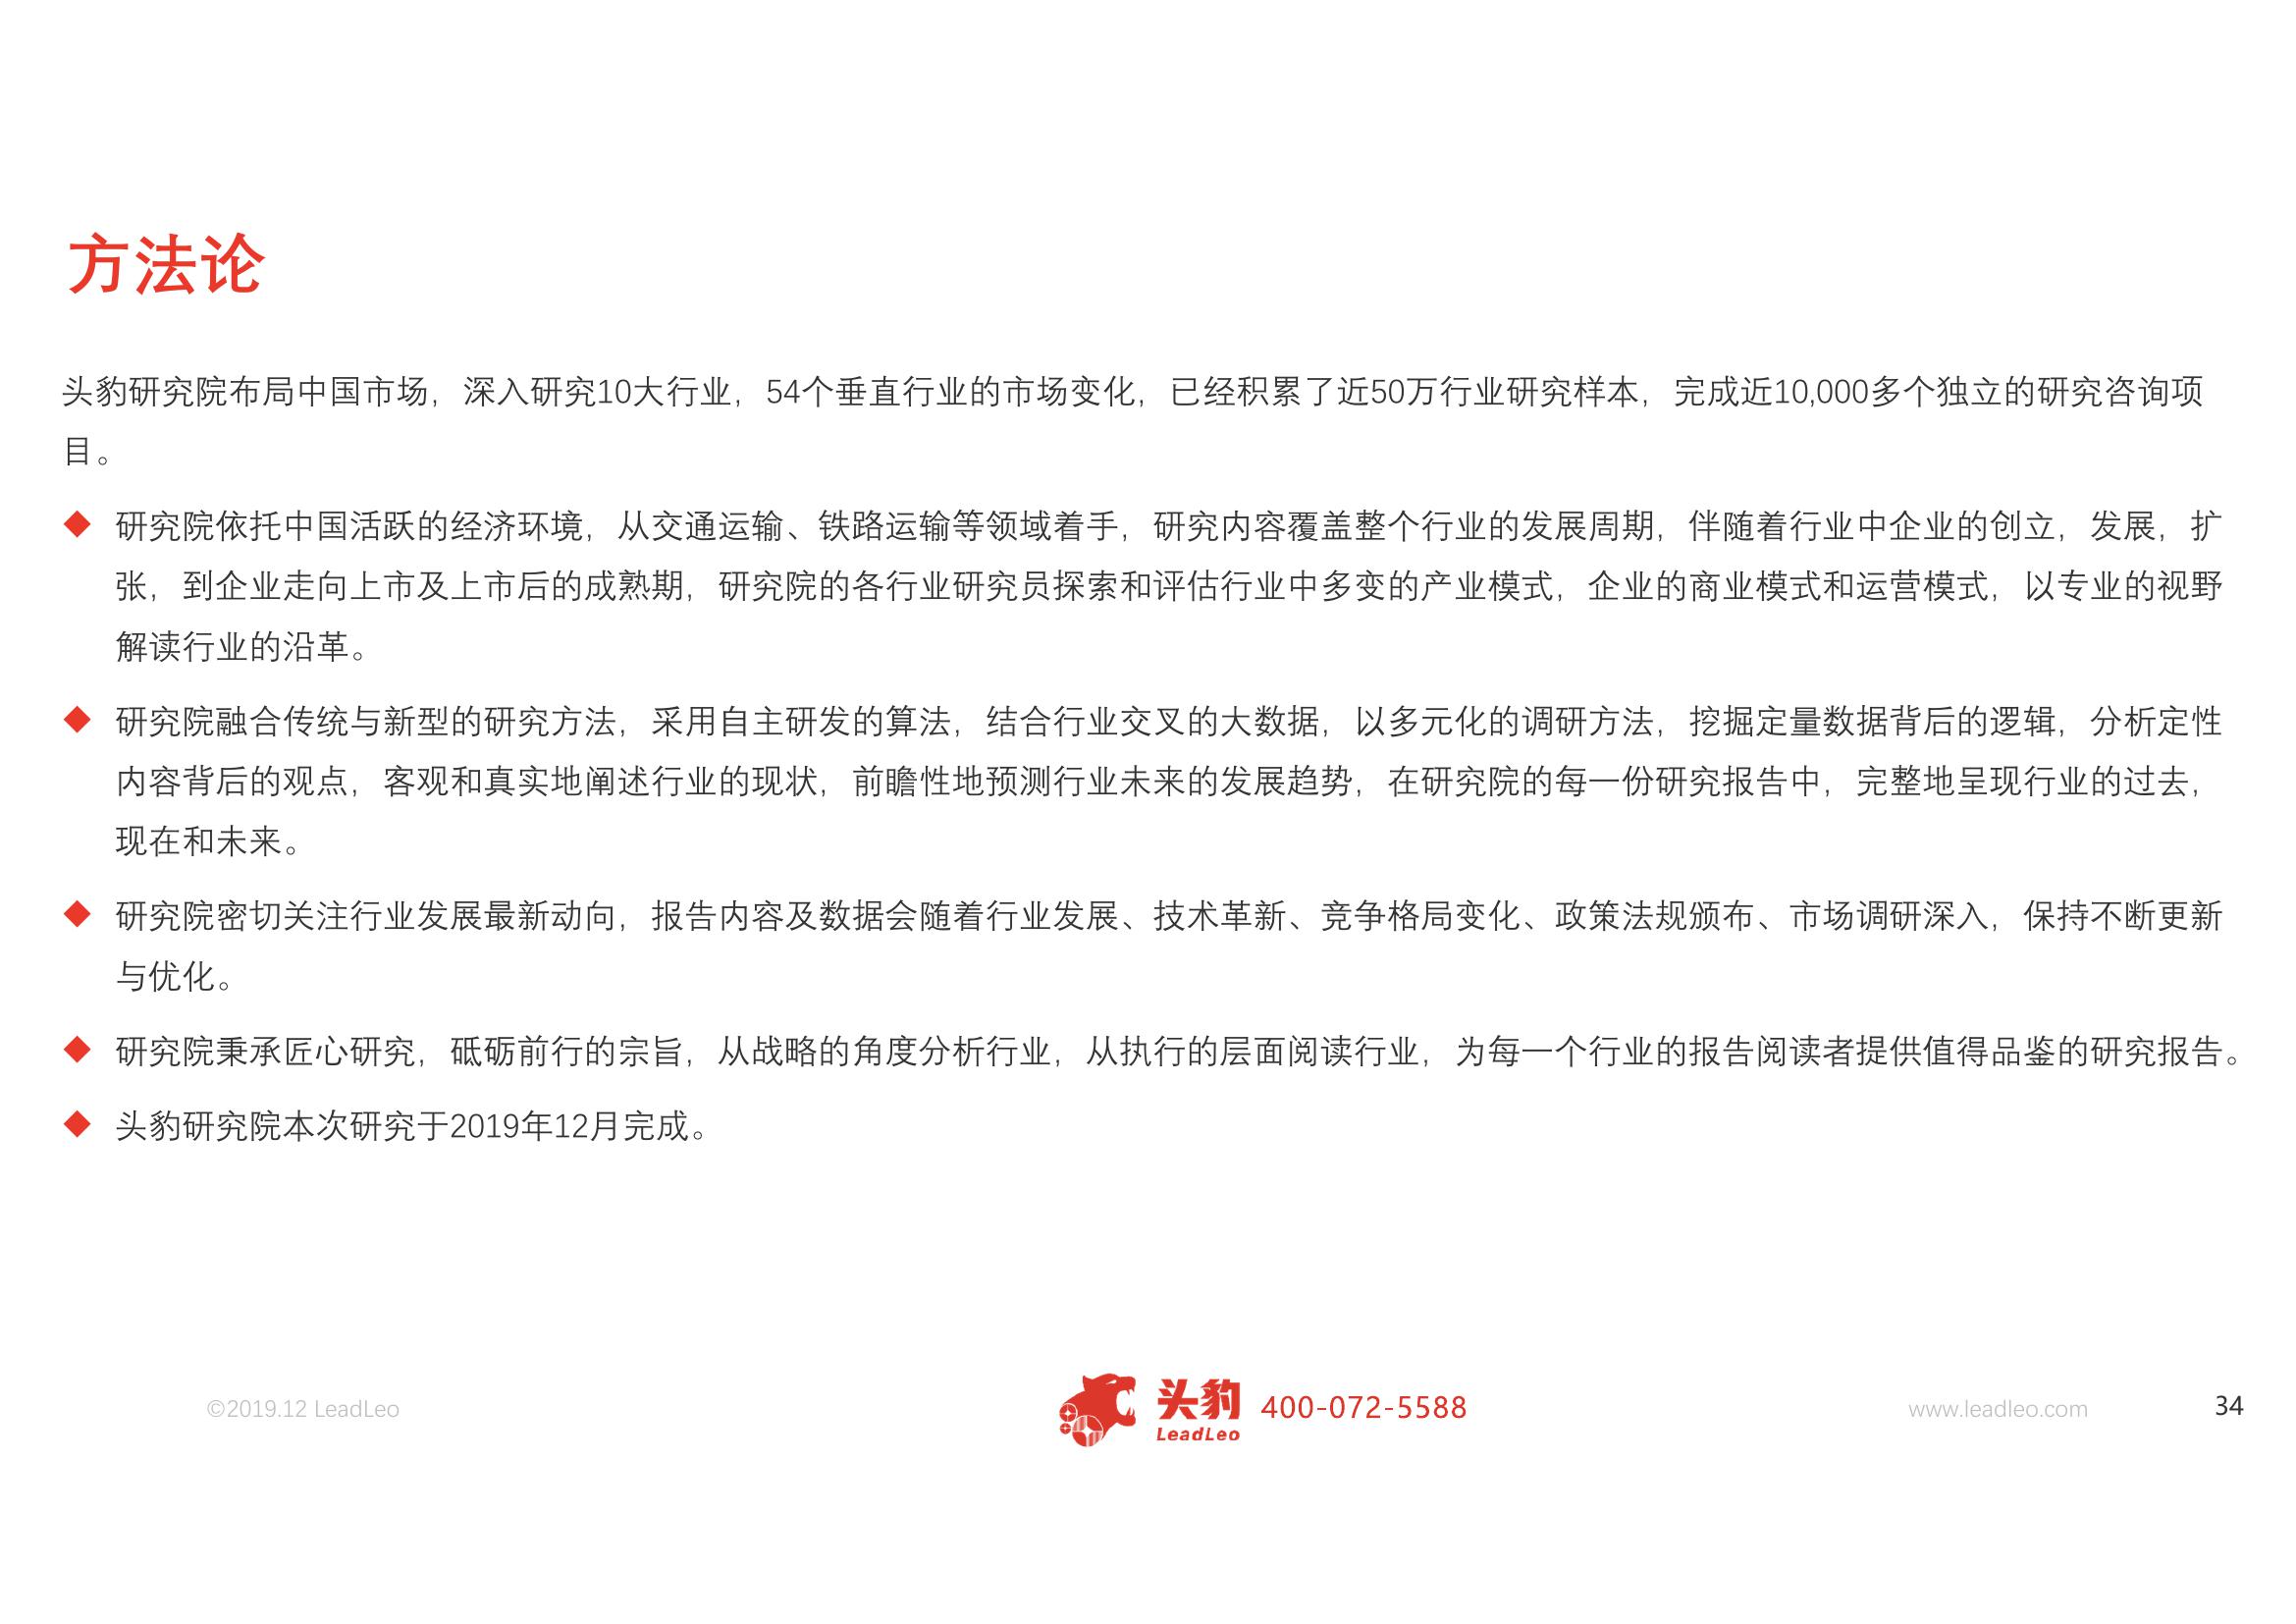 方法论
头豹研究院布局中国市场，深入研究10大行业，54个垂直行业的市场变化，已经积累了近50万行业研究样本，完成近10,000多个独立的研究咨询项
目。
◆ 研究院依托中国活跃的经济环境，从交通运输、铁路运输等领域着手，研究内容覆盖整个行业的发展周期，伴随着行业中企业的创立，发展，扩
张，到企业走向上市及上市后的成熟期，研究院的各行业研究员探索和评估行业中多变的产业模式，企业的商业模式和运营模式，以专业的视野
解读行业的沿革。
◆ 研究院融合传统与新型的研究方法，采用自主研发的算法，结合行业交叉的大数据，以多元化的调研方法，挖掘定量数据背后的逻辑，分析定性
内容背后的观点，客观和真实地阐述行业的现状，前瞻性地预测行业未来的发展趋势，在研究院的每一份研究报告中，完整地呈现行业的过去，
现在和未来。
◆ 研究院密切关注行业发展最新动向，报告内容及数据会随着行业发展、技术革新、竞争格局变化、政策法规颁布、市场调研深入，保持不断更新
与优化。
◆ 研究院秉承匠心研究，砥砺前行的宗旨，从战略的角度分析行业，从执行的层面阅读行业，为每一个行业的报告阅读者提供值得品鉴的研究报告。
◆ 头豹研究院本次研究于2019年12月完成。
©2019.12 LeadLeo
头豹
LeadLeo
400-072-5588
www.leadleo.com
34